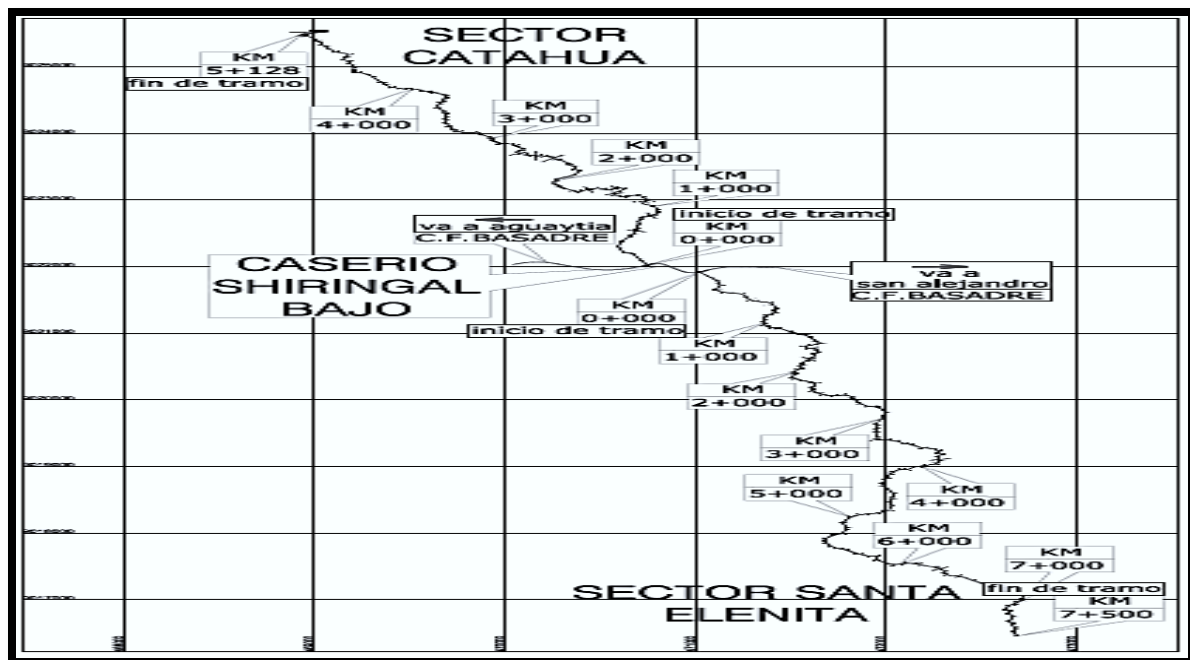 SECTOR
CATAHUA
KM
5+128
fin de tramo
KM
4+000
KM
3+000
KM
2+000
KM
1+000
inicio de tramo
KM
0+000
va a aguaytia
C.F.BASADRE
CASERIO
SHIRINGAL
BAJO
va a
san alejandro
C.F.BASADRE
KM
0+000
inicio de tramo
KM
1+000
KM
2+000
KM
3+000
KM
5+000
KM
4+000
KM
6+000
KM
7+000
fin de tramo
KM
7+500
SECTOR SANTA
ELENITA